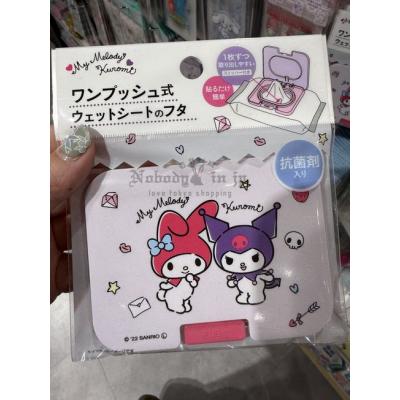 My Melody
Kuromi
ワンプッシュ式
ウェットシートのフタ
1枚ずつ
取り出しやすい
貼るだけ
簡単
抗菌剤
入り
Nobody in jp
love tokyo shopping
My Melody
Kuromi
© '22 SANRIO Ⓛ